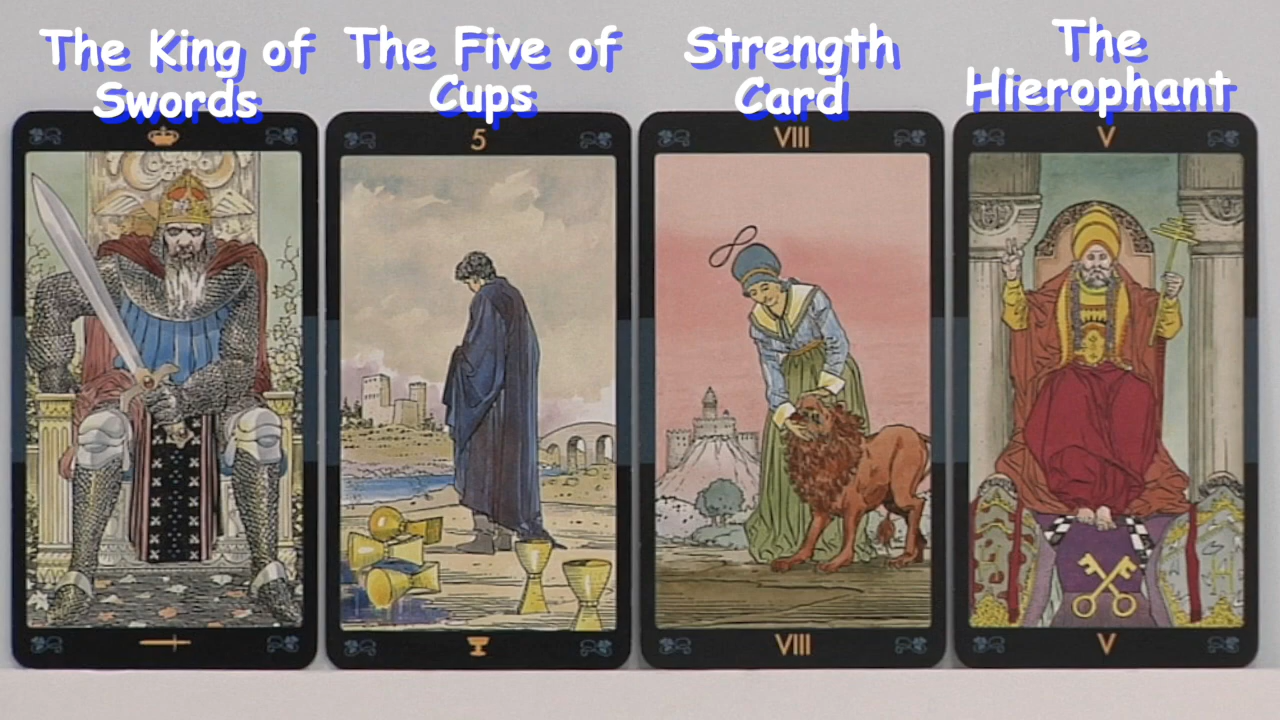 The King of
Swords
The Five of
Cups
Strength
Card
The
Hierophant
5
VIII
V
VIII
V